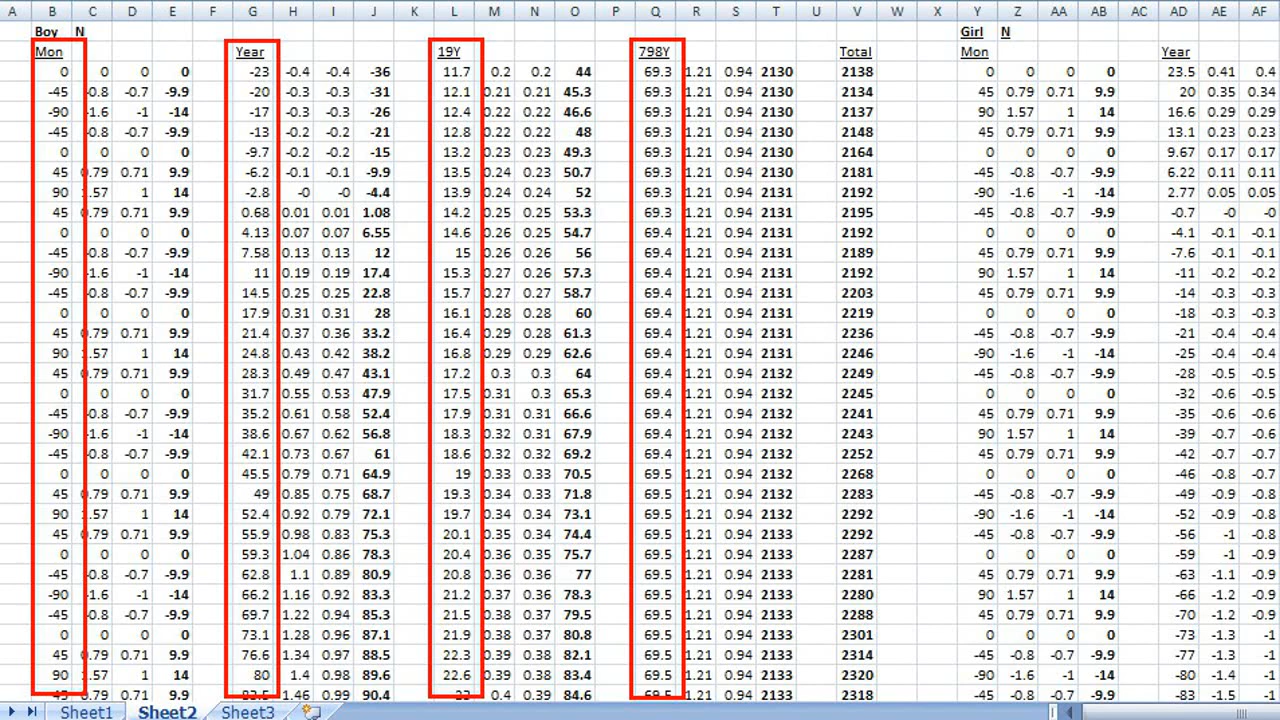 A B C D E F G H I J K L M N O P Q R S T U V W X Y Z AA AB AC AD AE AF
Boy N Girl N
Mon Year 19Y 798Y Total Mon Year
0 0 0 0 -23 -0.4 -0.4 -36 11.7 0.2 0.2 44 69.3 1.21 0.94 2130 2138 0 0 0 0 23.5 0.41 0.4
-45 -0.8 -0.7 -9.9 -20 -0.3 -0.3 -31 12.1 0.21 0.21 45.3 69.3 1.21 0.94 2130 2134 45 0.79 0.71 9.9 20 0.35 0.34
-90 -1.6 -1 -14 -17 -0.3 -0.3 -26 12.4 0.22 0.22 46.6 69.3 1.21 0.94 2130 2137 90 1.57 1 14 16.6 0.29 0.29
-45 -0.8 -0.7 -9.9 -13 -0.2 -0.2 -21 12.8 0.22 0.22 48 69.3 1.21 0.94 2130 2148 45 0.79 0.71 9.9 13.1 0.23 0.23
0 0 0 0 -9.7 -0.2 -0.2 -15 13.2 0.23 0.23 49.3 69.3 1.21 0.94 2130 2164 0 0 0 0 9.67 0.17 0.17
45 0.79 0.71 9.9 -6.2 -0.1 -0.1 -9.9 13.5 0.24 0.23 50.7 69.3 1.21 0.94 2130 2181 -45 -0.8 -0.7 -9.9 6.22 0.11 0.11
90 1.57 1 14 -2.8 -0 -0 -4.4 13.9 0.24 0.24 52 69.3 1.21 0.94 2130 2192 -90 -1.6 -1 -14 2.77 0.05 0.05
45 0.79 0.71 9.9 0.68 0.01 0.01 1.08 14.2 0.25 0.25 53.3 69.3 1.21 0.94 2131 2195 -45 -0.8 -0.7 -9.9 -0.7 -0 -0
0 0 0 0 4.13 0.07 0.07 6.55 14.6 0.26 0.25 54.7 69.3 1.21 0.94 2131 2192 0 0 0 0 -4.1 -0.1 -0.1
-45 -0.8 -0.7 -9.9 7.58 0.13 0.13 12 15 0.26 0.26 56 69.4 1.21 0.94 2131 2189 45 0.79 0.71 9.9 -7.6 -0.1 -0.1
-90 -1.6 -1 -14 11 0.19 0.19 17.4 15.3 0.27 0.26 57.3 69.4 1.21 0.94 2131 2192 90 1.57 1 14 -11 -0.2 -0.2
-45 -0.8 -0.7 -9.9 14.5 0.25 0.25 22.8 15.7 0.27 0.27 58.7 69.4 1.21 0.94 2131 2203 45 0.79 0.71 9.9 -14 -0.3 -0.3
0 0 0 0 17.9 0.31 0.31 28 16.1 0.28 0.28 60 69.4 1.21 0.94 2131 2219 0 0 0 0 -18 -0.3 -0.3
45 0.79 0.71 9.9 21.4 0.37 0.36 33.2 16.4 0.29 0.28 61.3 69.4 1.21 0.94 2131 2236 -45 -0.8 -0.7 -9.9 -21 -0.4 -0.4
90 1.57 1 14 24.8 0.43 0.42 38.2 16.8 0.29 0.29 62.6 69.4 1.21 0.94 2131 2246 -90 -1.6 -1 -14 -25 -0.4 -0.4
45 0.79 0.71 9.9 28.3 0.49 0.47 43.1 17.2 0.3 0.3 64 69.4 1.21 0.94 2132 2249 -45 -0.8 -0.7 -9.9 -28 -0.5 -0.5
0 0 0 0 31.7 0.55 0.53 47.9 17.5 0.31 0.3 65.3 69.4 1.21 0.94 2132 2245 0 0 0 0 -32 -0.6 -0.5
-45 -0.8 -0.7 -9.9 35.2 0.61 0.58 52.4 17.9 0.31 0.31 66.6 69.4 1.21 0.94 2132 2241 45 0.79 0.71 9.9 -35 -0.6 -0.6
-90 -1.6 -1 -14 38.6 0.67 0.62 56.8 18.3 0.32 0.31 67.9 69.4 1.21 0.94 2132 2243 90 1.57 1 14 -39 -0.7 -0.6
-45 -0.8 -0.7 -9.9 42.1 0.73 0.67 61 18.6 0.32 0.32 69.2 69.4 1.21 0.94 2132 2252 45 0.79 0.71 9.9 -42 -0.7 -0.7
0 0 0 0 45.5 0.79 0.71 64.9 19 0.33 0.33 70.5 69.5 1.21 0.94 2132 2268 0 0 0 0 -46 -0.8 -0.7
45 0.79 0.71 9.9 49 0.85 0.75 68.7 19.3 0.34 0.33 71.8 69.5 1.21 0.94 2132 2283 -45 -0.8 -0.7 -9.9 -49 -0.9 -0.8
90 1.57 1 14 52.4 0.92 0.79 72.1 19.7 0.34 0.34 73.1 69.5 1.21 0.94 2132 2292 -90 -1.6 -1 -14 -52 -0.9 -0.8
45 0.79 0.71 9.9 55.9 0.98 0.83 75.3 20.1 0.35 0.34 74.4 69.5 1.21 0.94 2133 2292 -45 -0.8 -0.7 -9.9 -56 -1 -0.8
0 0 0 0 59.3 1.04 0.86 78.3 20.4 0.36 0.35 75.7 69.5 1.21 0.94 2133 2287 0 0 0 0 -59 -1 -0.9
-45 -0.8 -0.7 -9.9 62.8 1.1 0.89 80.9 20.8 0.36 0.36 77 69.5 1.21 0.94 2133 2281 45 0.79 0.71 9.9 -63 -1.1 -0.9
-90 -1.6 -1 -14 66.2 1.16 0.92 83.3 21.2 0.37 0.36 78.3 69.5 1.21 0.94 2133 2280 90 1.57 1 14 -66 -1.2 -0.9
-45 -0.8 -0.7 -9.9 69.7 1.22 0.94 85.3 21.5 0.38 0.37 79.5 69.5 1.21 0.94 2133 2288 45 0.79 0.71 9.9 -70 -1.2 -0.9
0 0 0 0 73.1 1.28 0.96 87.1 21.9 0.38 0.37 80.8 69.5 1.21 0.94 2133 2301 0 0 0 0 -73 -1.3 -1
45 0.79 0.71 9.9 76.6 1.34 0.97 88.5 22.3 0.39 0.38 82.1 69.5 1.21 0.94 2133 2314 -45 -0.8 -0.7 -9.9 -77 -1.3 -1
90 1.57 1 14 80 1.4 0.98 89.6 22.6 0.39 0.38 83.4 69.5 1.21 0.94 2133 2320 -90 -1.6 -1 -14 -80 -1.4 -1
45 0.79 0.71 9.9 83.5 1.46 0.99 90.4 23 0.4 0.39 84.6 69.5 1.21 0.94 2133 2318 -45 -0.8 -0.7 -9.9 -83 -1.5 -1
Sheet1 Sheet2 Sheet3